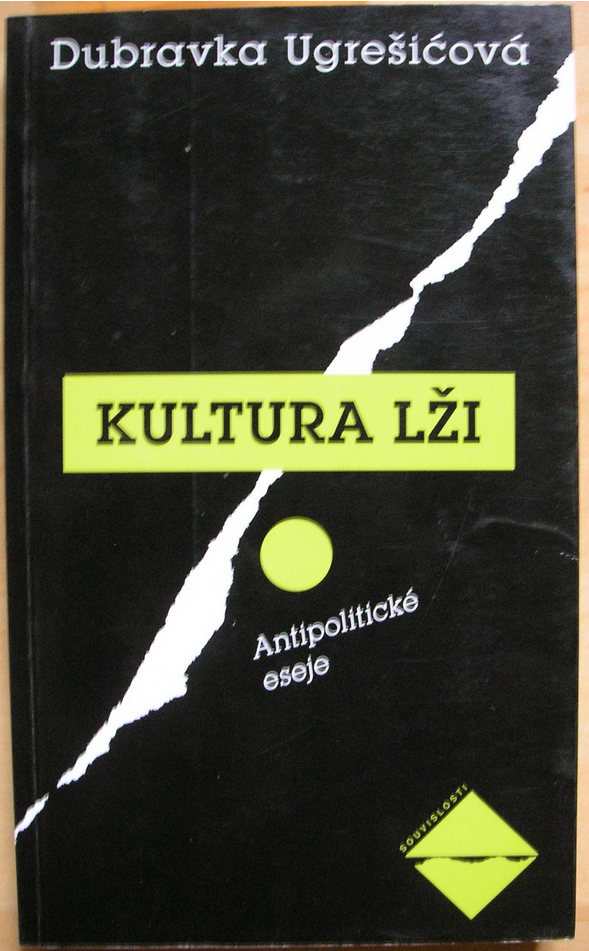 Dubravka Ugrešićová
KULTURA LŽI
Antipolitické
eseje
SOUVISLOSTI